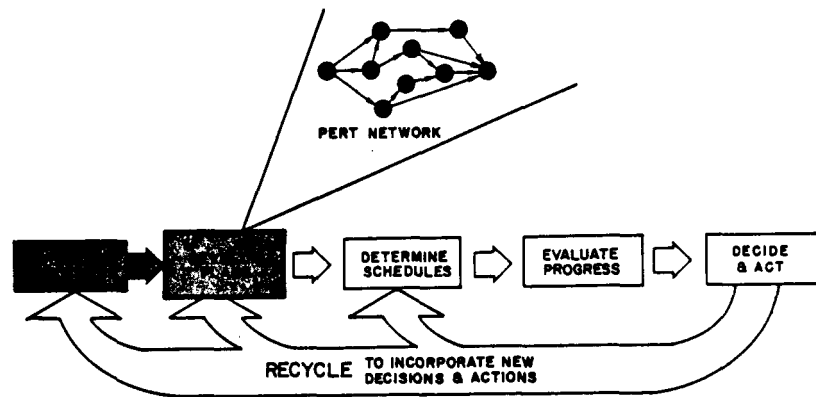 PERT NETWORK
DETERMINE
SCHEDULES
EVALUATE
PROGRESS
DECIDE
& ACT
RECYCLE TO INCORPORATE NEW
DECISIONS & ACTIONS